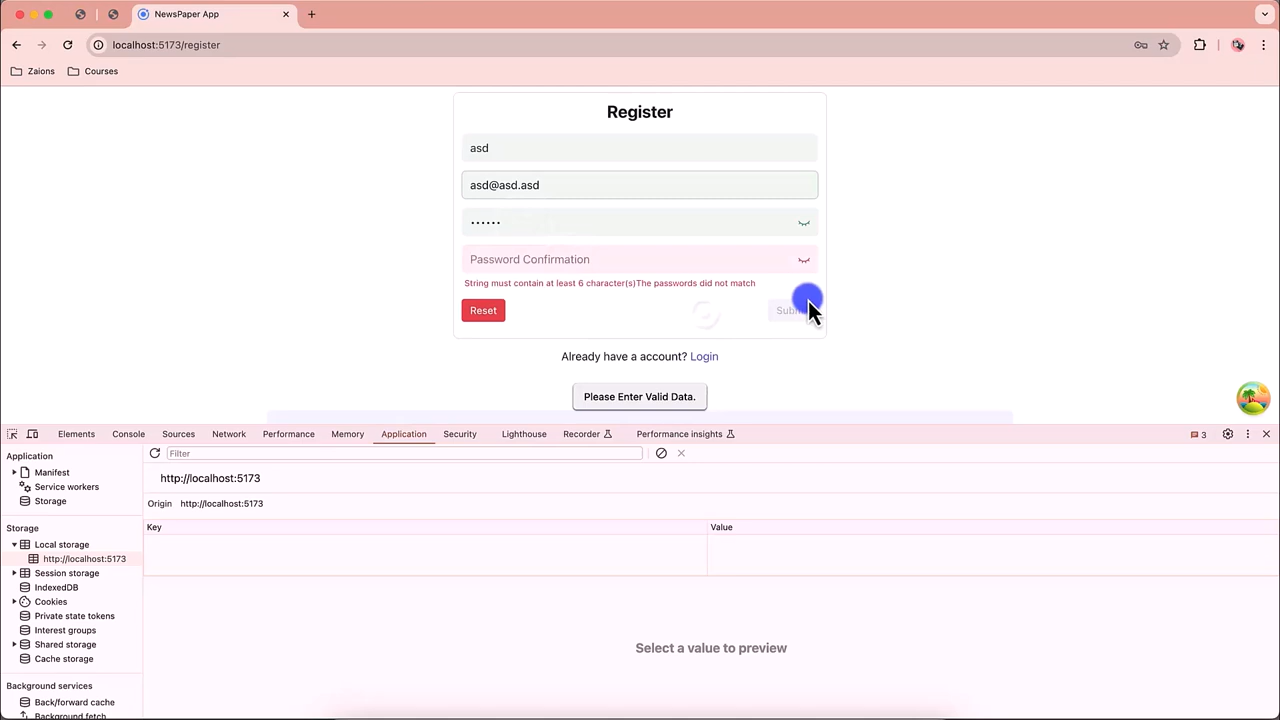 NewsPaper App
localhost:5173/register
Zaions
Courses
Register
asd
asd@asd.asd
••••••
Password Confirmation
String must contain at least 6 character(s)The passwords did not match
Reset
Already have a account? Login
Please Enter Valid Data.
Elements Console Sources Network Performance Memory Application Security Lighthouse Recorder Performance insights 3
Application
Filter
Manifest
Service workers
Storage
http://localhost:5173
Origin http://localhost:5173
Storage
Key Value
Local storage
http://localhost:5173
Session storage
IndexedDB
Cookies
Private state tokens
Interest groups
Shared storage
Cache storage
Select a value to preview
Background services
Back/forward cache
Background fetch